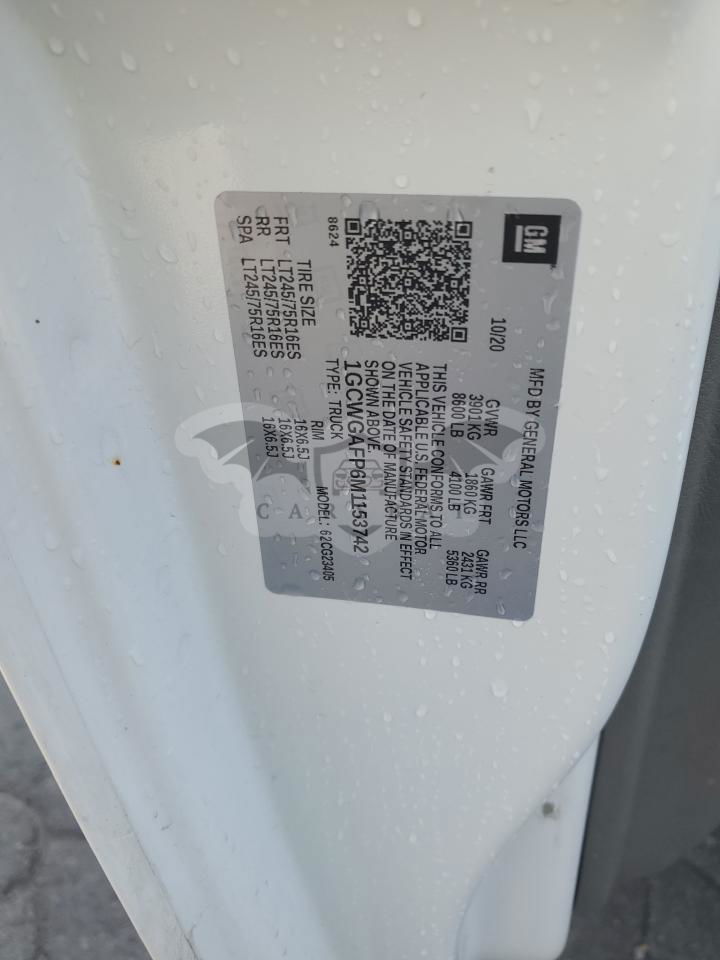 GM
MFD BY GENERAL MOTORS LLC
10/20
GVWR GAWR FRT GAWR RR
3901 KG 1860 KG 2431 KG
8600 LB 4100 LB 5360 LB
THIS VEHICLE CONFORMS TO ALL
APPLICABLE U.S. FEDERAL MOTOR
VEHICLE SAFETY STANDARDS IN EFFECT
ON THE DATE OF MANUFACTURE
SHOWN ABOVE.
1GCWGAFP6M1153742
TYPE: TRUCK MODEL: 62CG23405
8624
TIRE SIZE RIM
FRT LT245/75R16ES 16X6.5J
RR LT245/75R16ES 16X6.5J
SPA LT245/75R16ES 16X6.5J